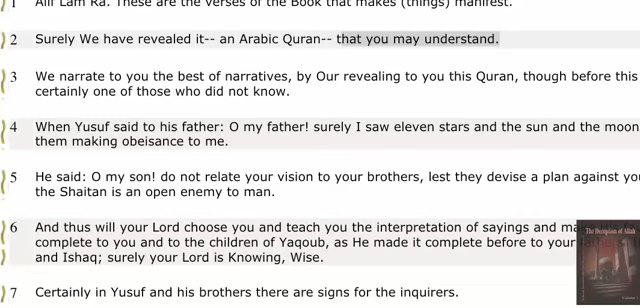 1 Alif Lam Ra. These are the verses of the Book that makes (things) manifest.
2 Surely We have revealed it-- an Arabic Quran-- that you may understand.
3 We narrate to you the best of narratives, by Our revealing to you this Quran, though before this
certainly one of those who did not know.
4 When Yusuf said to his father: O my father! surely I saw eleven stars and the sun and the moon
them making obeisance to me.
5 He said: O my son! do not relate your vision to your brothers, lest they devise a plan against yo
the Shaitan is an open enemy to man.
6 And thus will your Lord choose you and teach you the interpretation of sayings and ma
complete to you and to the children of Yaqoub, as He made it complete before to your
and Ishaq; surely your Lord is Knowing, Wise.
The Deception of Allah
7 Certainly in Yusuf and his brothers there are signs for the inquirers.